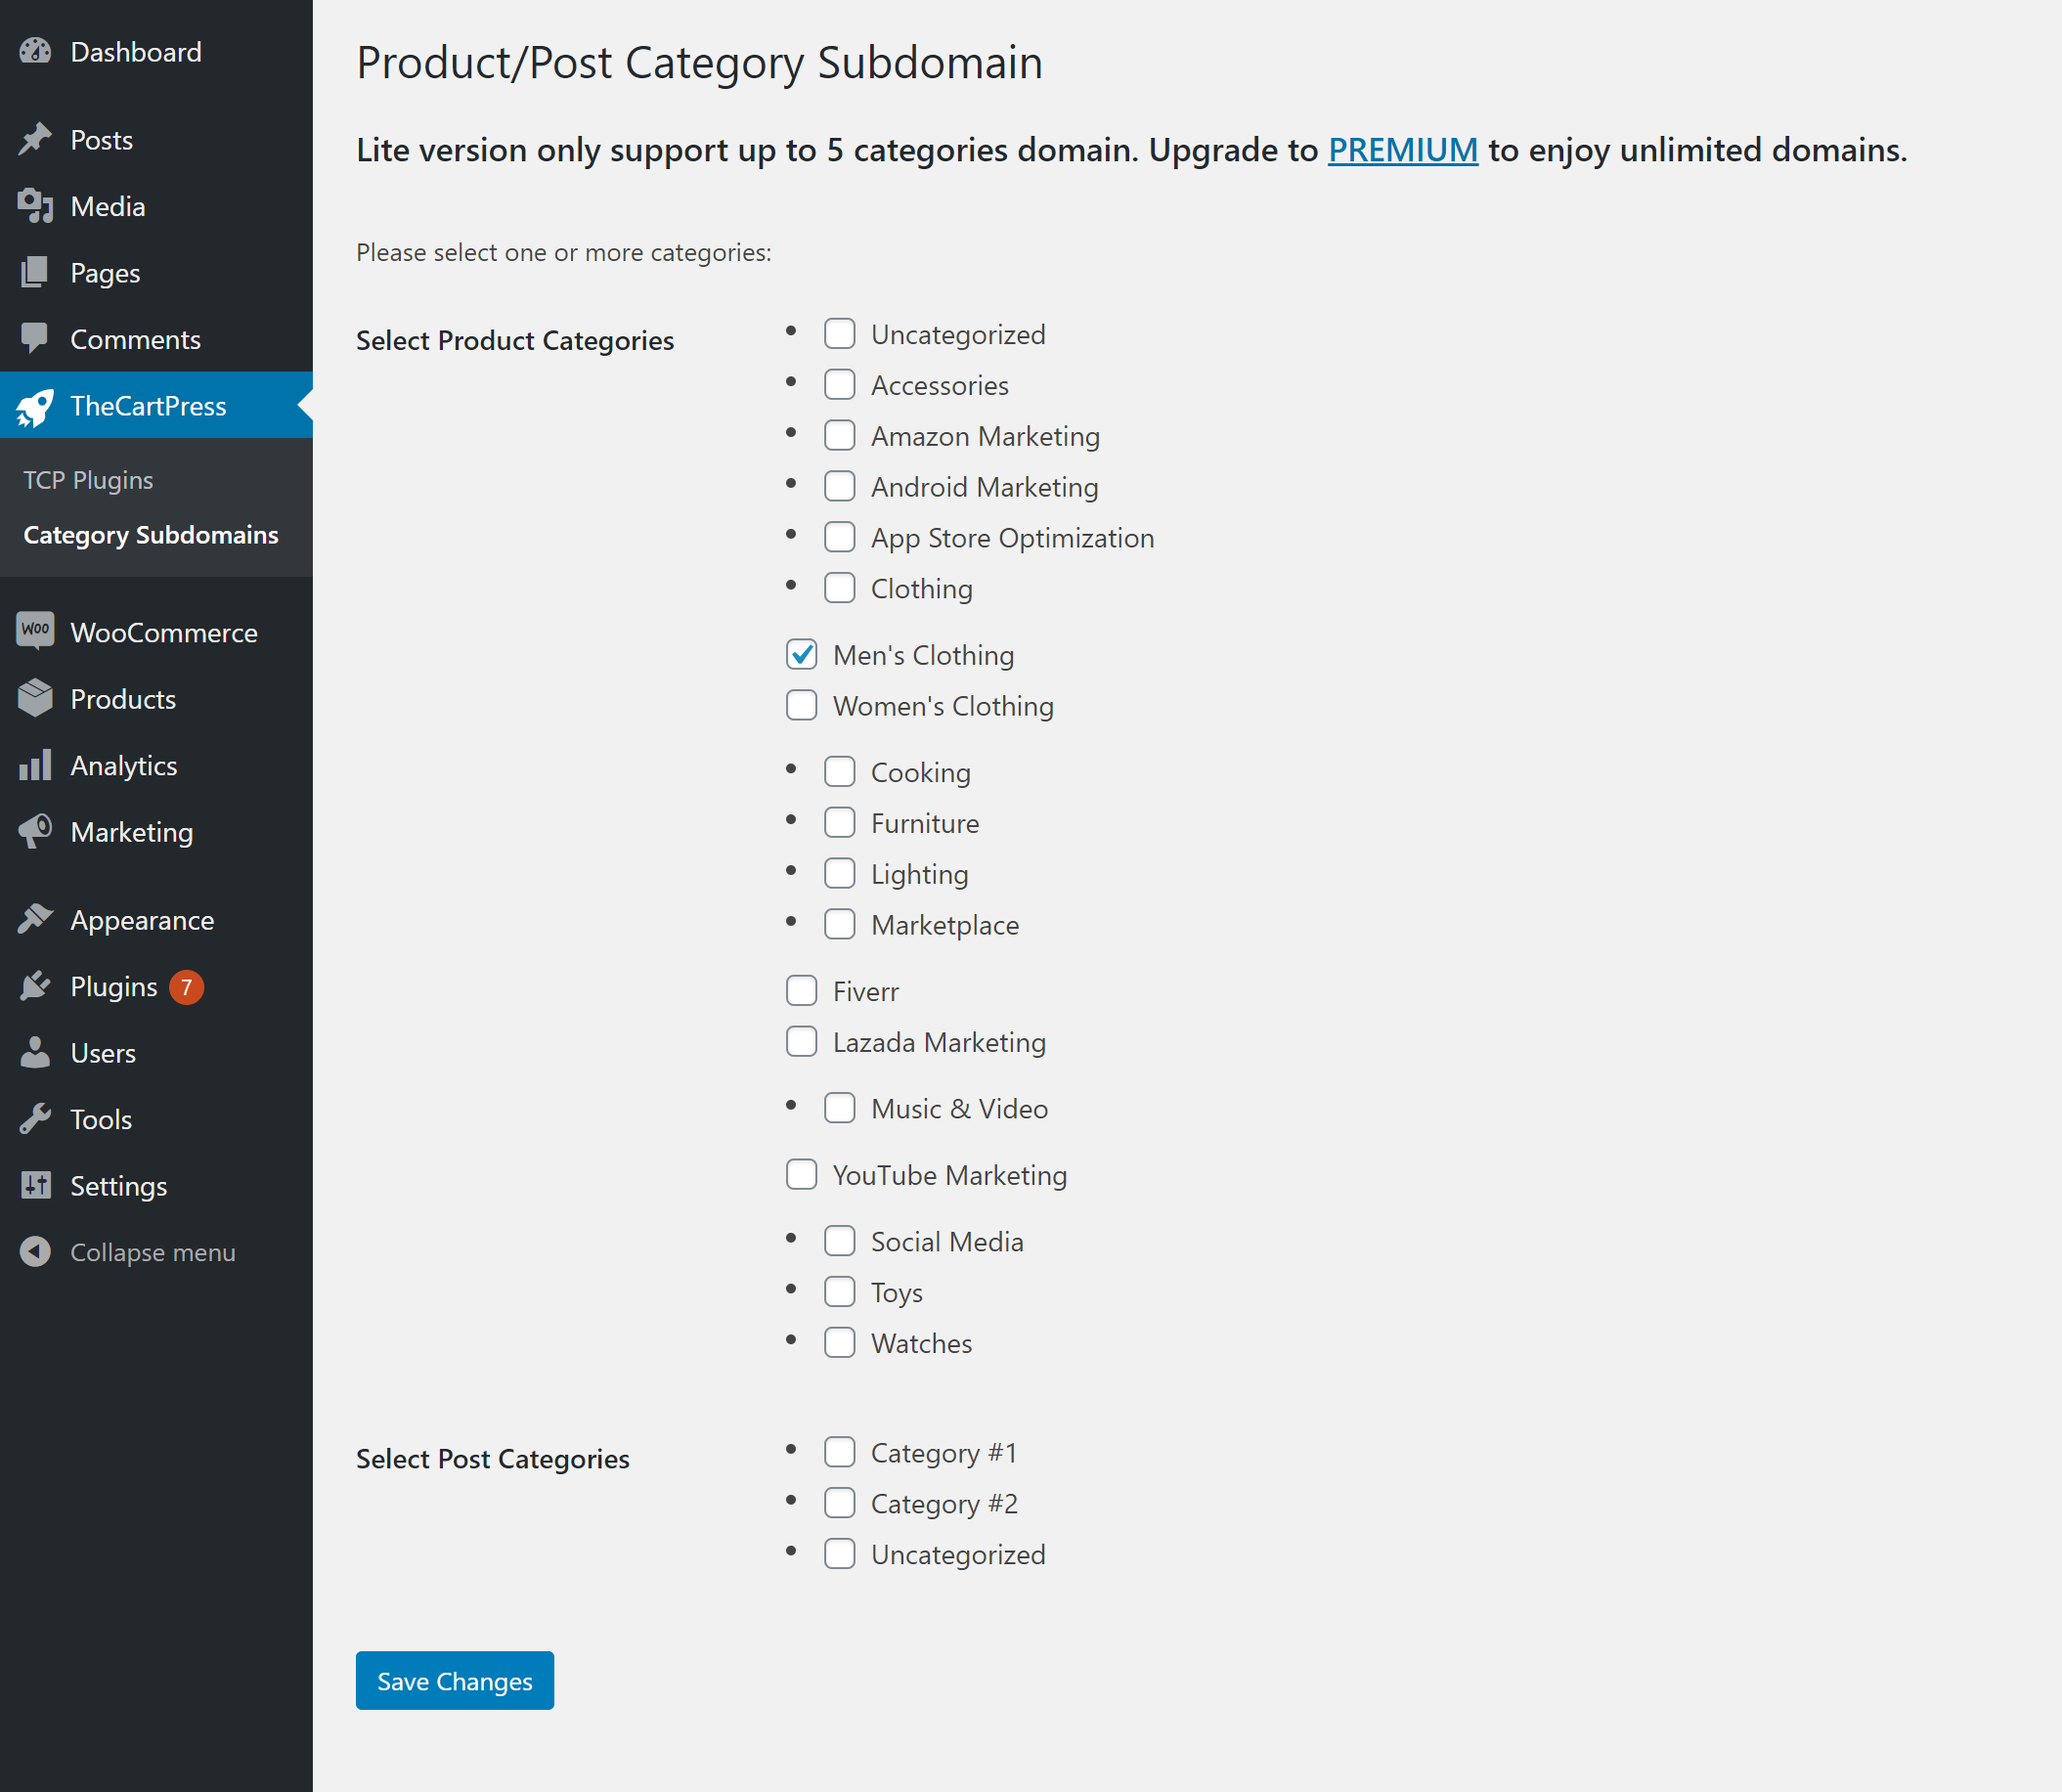 Dashboard
Posts
Media
Pages
Comments
TheCartPress
TCP Plugins
Category Subdomains
Woo WooCommerce
Products
Analytics
Marketing
Appearance
Plugins 7
Users
Tools
Settings
Collapse menu
Product/Post Category Subdomain
Lite version only support up to 5 categories domain. Upgrade to PREMIUM to enjoy unlimited domains.
Please select one or more categories:
Select Product Categories
Uncategorized
Accessories
Amazon Marketing
Android Marketing
App Store Optimization
Clothing
Men's Clothing
Women's Clothing
Cooking
Furniture
Lighting
Marketplace
Fiverr
Lazada Marketing
Music & Video
YouTube Marketing
Social Media
Toys
Watches
Select Post Categories
Category #1
Category #2
Uncategorized
Save Changes